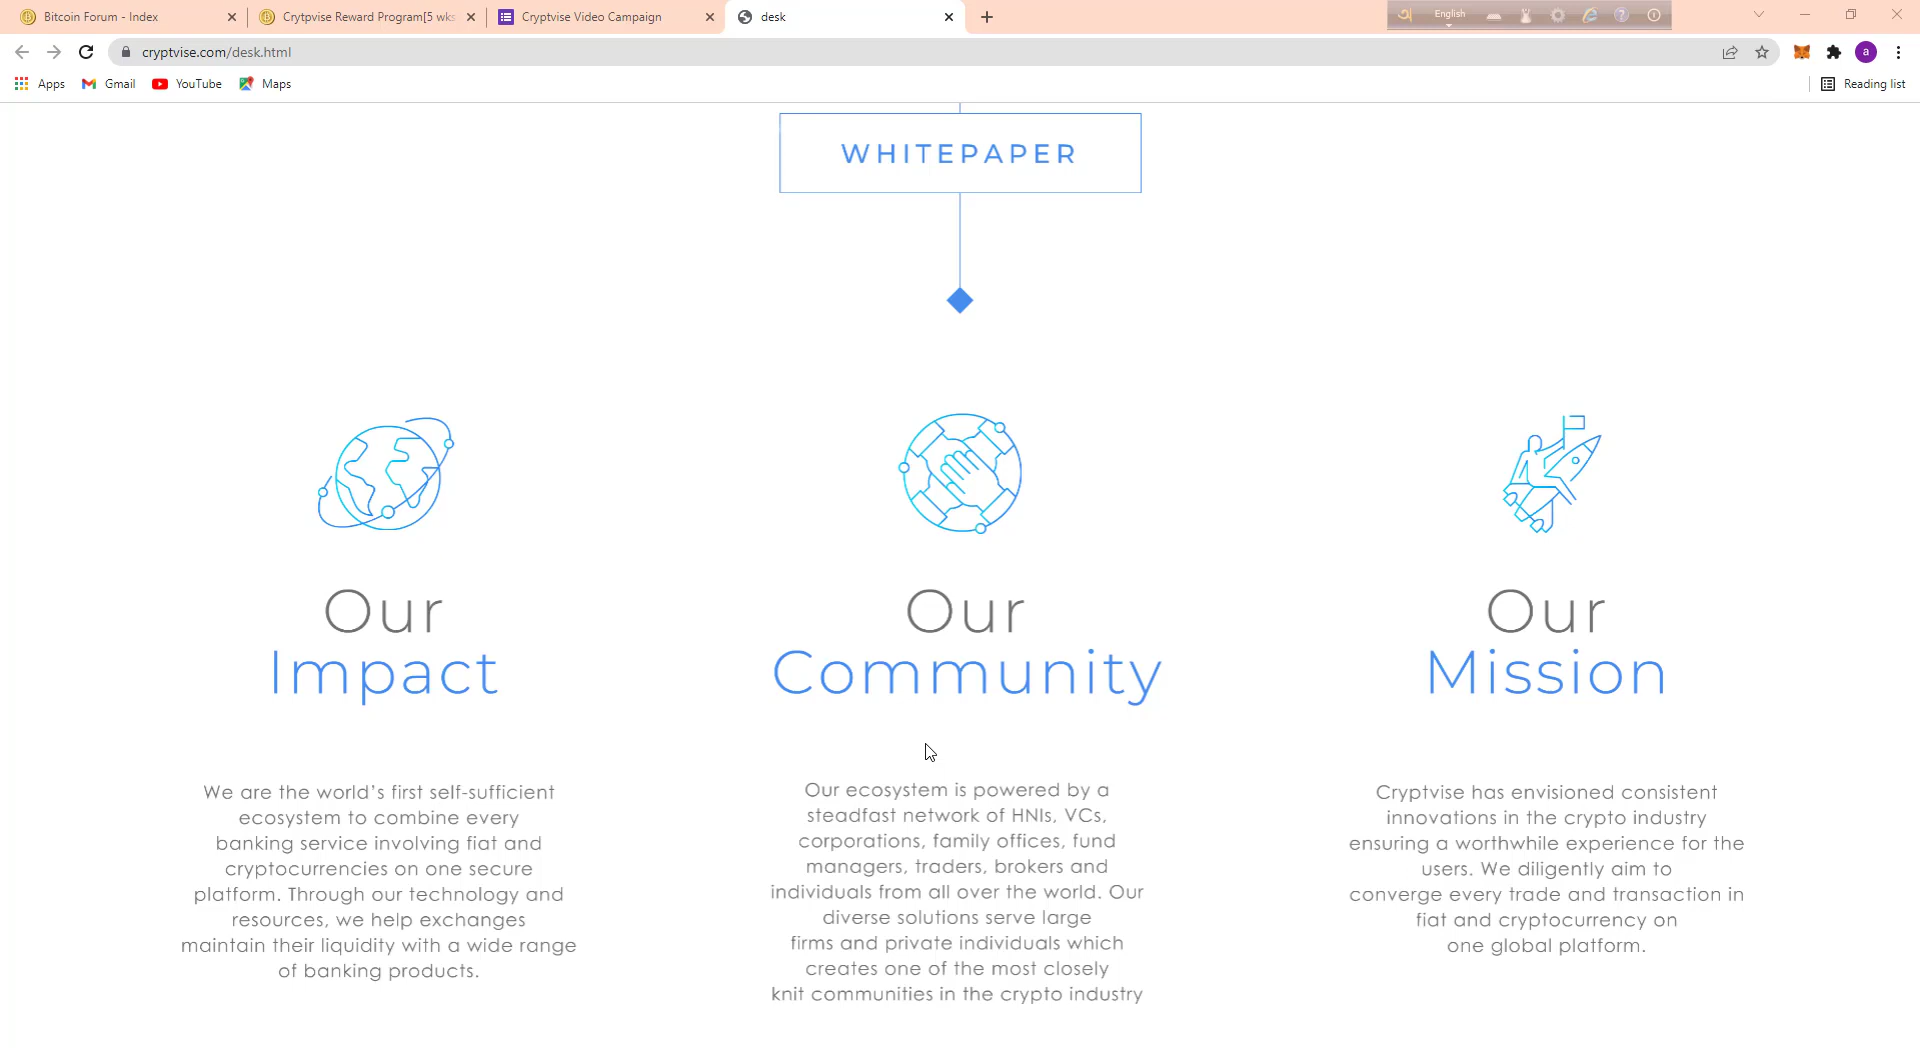 Bitcoin Forum - Index
Crytpvise Reward Program[5 wks
Cryptvise Video Campaign
desk
English
cryptvise.com/desk.html
Apps
Gmail
YouTube
Maps
Reading list
WHITEPAPER
Our
Impact
We are the world's first self-sufficient
ecosystem to combine every
banking service involving fiat and
cryptocurrencies on one secure
platform. Through our technology and
resources, we help exchanges
maintain their liquidity with a wide range
of banking products.
Our
Community
Our ecosystem is powered by a
steadfast network of HNIs, VCs,
corporations, family offices, fund
managers, traders, brokers and
individuals from all over the world. Our
diverse solutions serve large
firms and private individuals which
creates one of the most closely
knit communities in the crypto industry
Our
Mission
Cryptvise has envisioned consistent
innovations in the crypto industry
ensuring a worthwhile experience for the
users. We diligently aim to
converge every trade and transaction in
fiat and cryptocurrency on
one global platform.